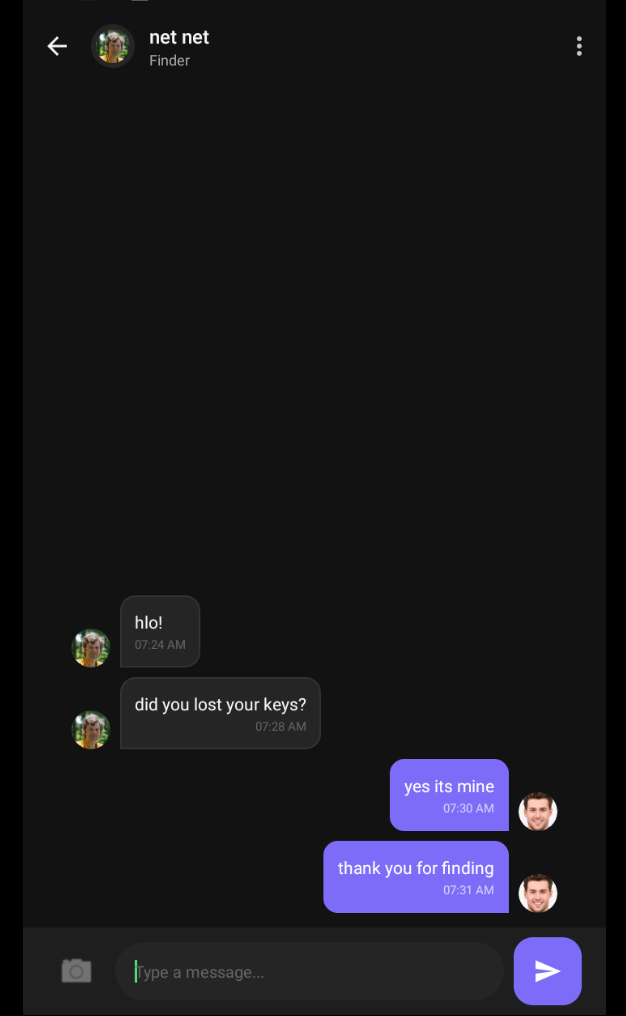 net net
Finder
hlo!
07:24 AM
did you lost your keys?
07:28 AM
yes its mine
07:30 AM
thank you for finding
07:31 AM
Type a message...